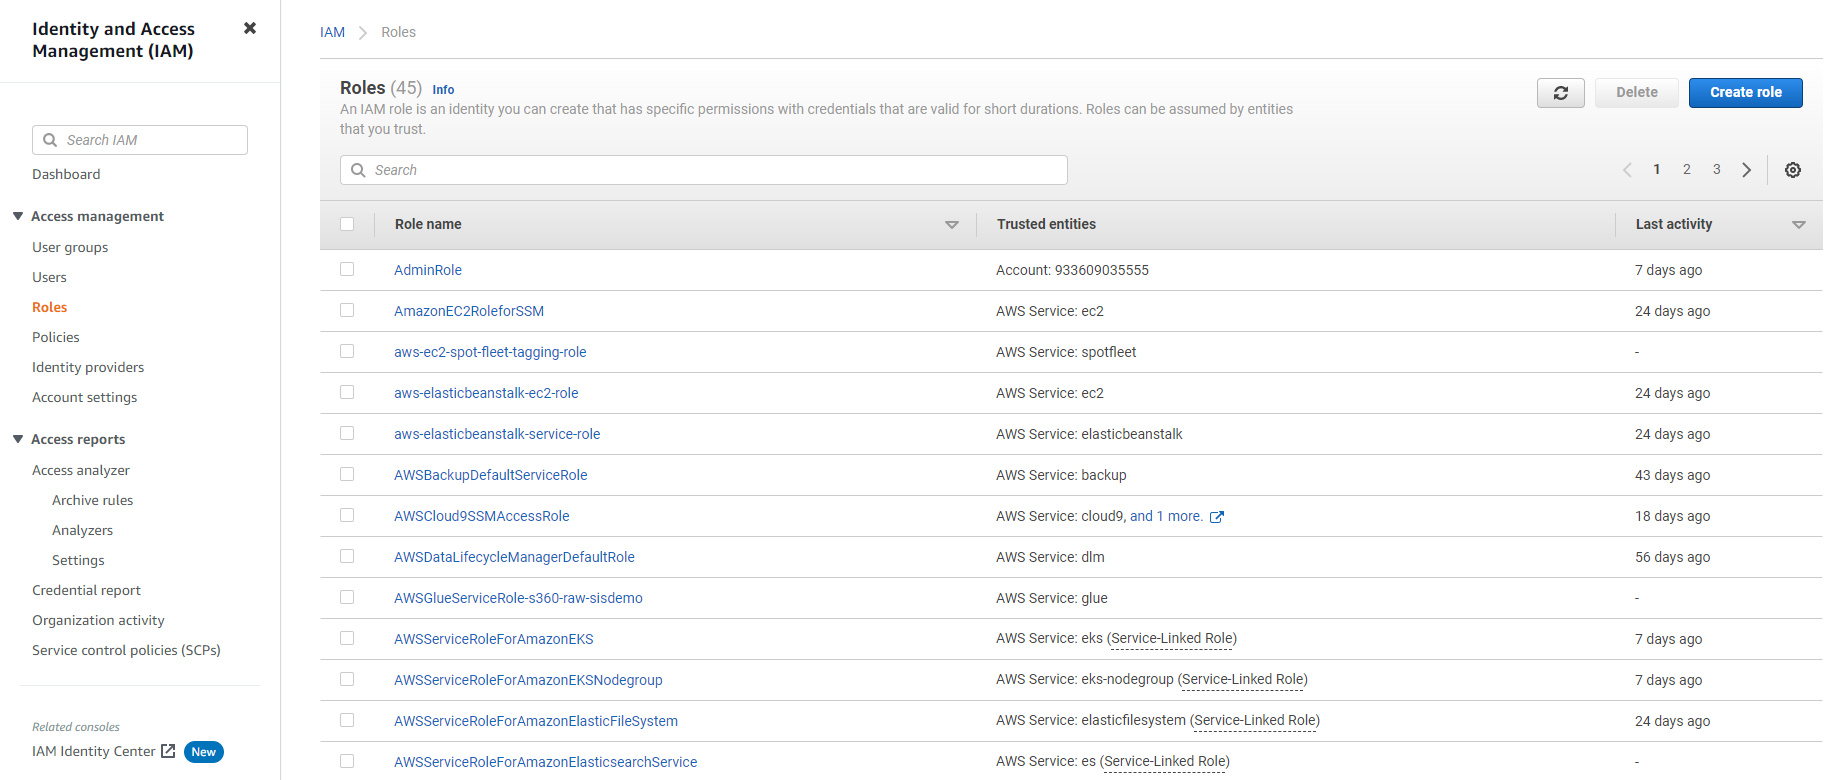 Identity and Access
Management (IAM)
Search IAM
Dashboard
Access management
User groups
Users
Roles
Policies
Identity providers
Account settings
Access reports
Access analyzer
Archive rules
Analyzers
Settings
Credential report
Organization activity
Service control policies (SCPs)
Related consoles
IAM Identity Center New
IAM > Roles
Roles (45) Info
An IAM role is an identity you can create that has specific permissions with credentials that are valid for short durations. Roles can be assumed by entities
that you trust.
Delete
Create role
Search
1 2 3
Role name Trusted entities Last activity
AdminRole Account: 933609035555 7 days ago
AmazonEC2RoleforSSM AWS Service: ec2 24 days ago
aws-ec2-spot-fleet-tagging-role AWS Service: spotfleet -
aws-elasticbeanstalk-ec2-role AWS Service: ec2 24 days ago
aws-elasticbeanstalk-service-role AWS Service: elasticbeanstalk 24 days ago
AWSBackupDefaultServiceRole AWS Service: backup 43 days ago
AWSCloud9SSMAccessRole AWS Service: cloud9, and 1 more. 18 days ago
AWSDataLifecycleManagerDefaultRole AWS Service: dlm 56 days ago
AWSGlueServiceRole-s360-raw-sisdemo AWS Service: glue -
AWSServiceRoleForAmazonEKS AWS Service: eks (Service-Linked Role) 7 days ago
AWSServiceRoleForAmazonEKSNodegroup AWS Service: eks-nodegroup (Service-Linked Role) 7 days ago
AWSServiceRoleForAmazonElasticFileSystem AWS Service: elasticfilesystem (Service-Linked Role) 24 days ago
AWSServiceRoleForAmazonElasticsearchService AWS Service: es (Service-Linked Role) -